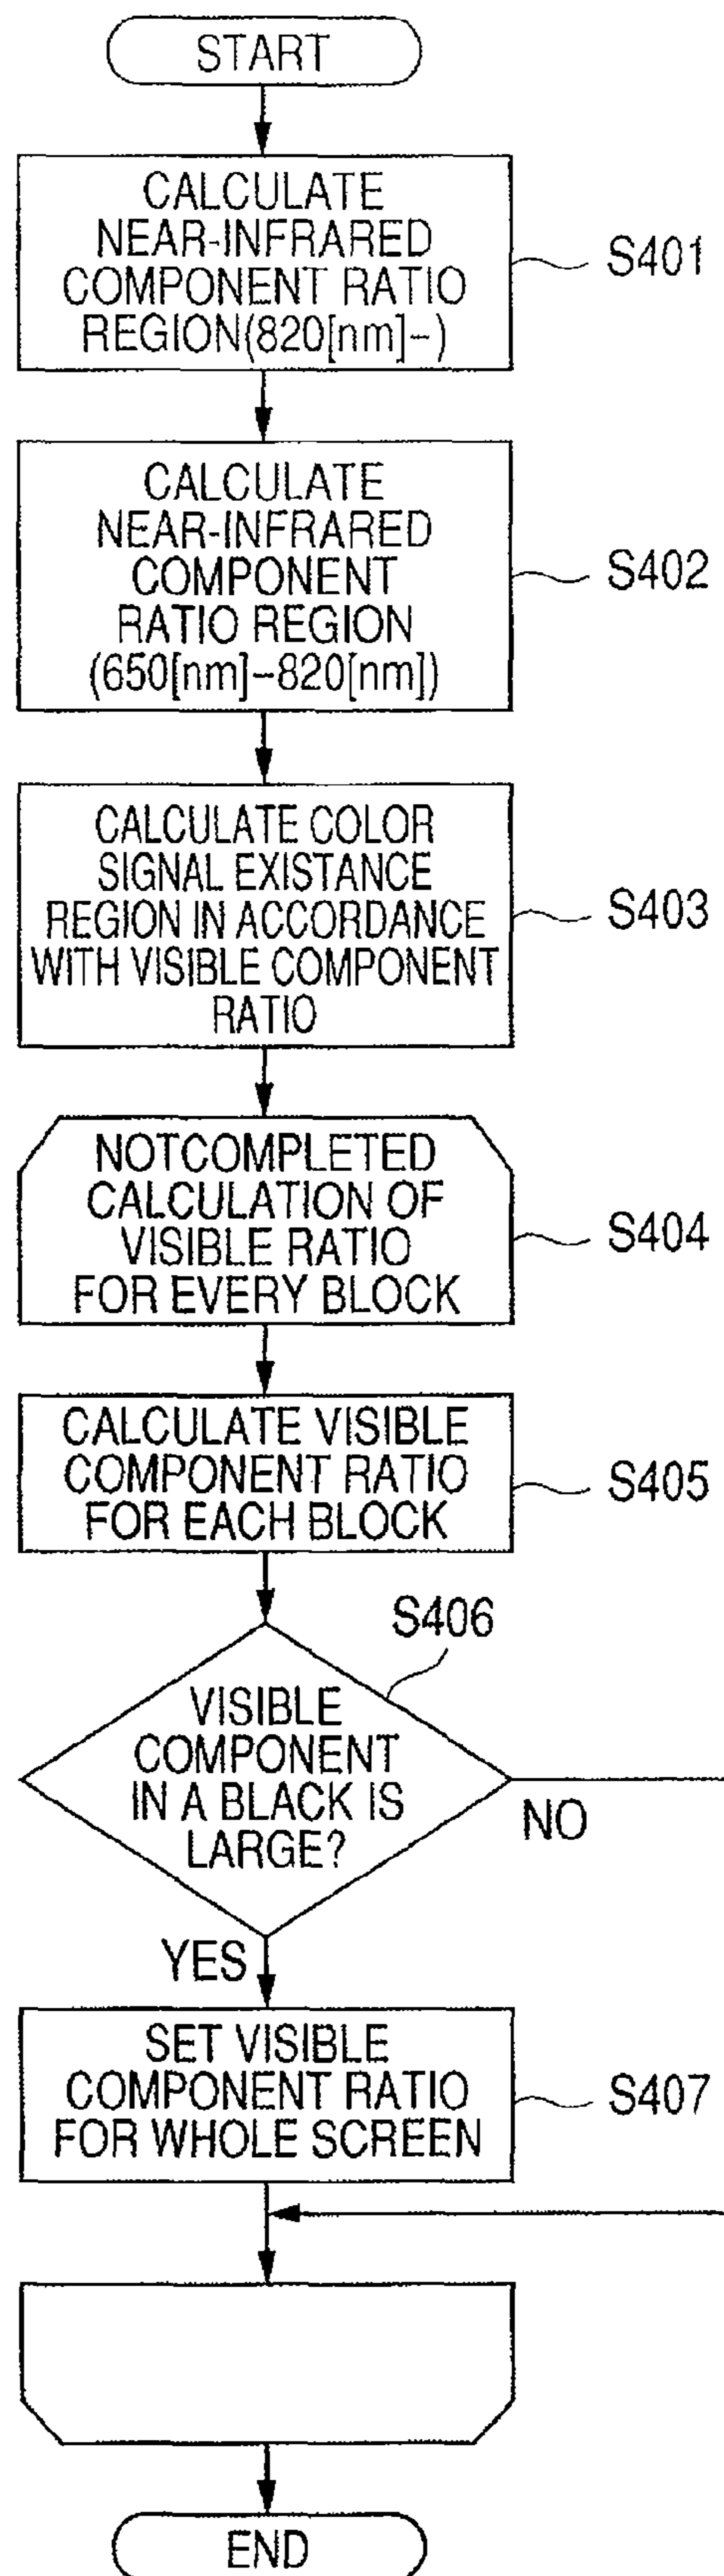 START
CALCULATE
NEAR-INFRARED
COMPONENT RATIO
REGION(820[nm]-)
S401
CALCULATE
NEAR-INFRARED
COMPONENT
RATIO REGION
(650[nm]-820[nm])
S402
CALCULATE COLOR
SIGNAL EXISTANCE
REGION IN ACCORDANCE
WITH VISIBLE COMPONENT
RATIO
S403
NOTCOMPLETED
CALCULATION OF
VISIBLE RATIO
FOR EVERY BLOCK
S404
CALCULATE VISIBLE
COMPONENT RATIO
FOR EACH BLOCK
S405
S406
VISIBLE
COMPONENT
IN A BLACK IS
LARGE?
NO
YES
SET VISIBLE
COMPONENT RATIO
FOR WHOLE SCREEN
S407
END